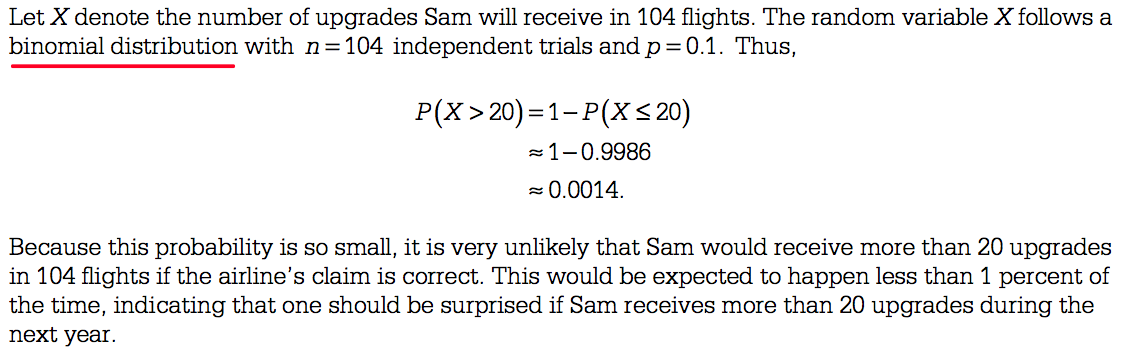 Let X denote the number of upgrades Sam will receive in 104 flights. The random variable X follows a
binomial distribution with n=104 independent trials and p=0.1. Thus,
P(X>20)=1−P(X≤20)
≈1−0.9986
≈0.0014.
Because this probability is so small, it is very unlikely that Sam would receive more than 20 upgrades
in 104 flights if the airline's claim is correct. This would be expected to happen less than 1 percent of
the time, indicating that one should be surprised if Sam receives more than 20 upgrades during the
next year.